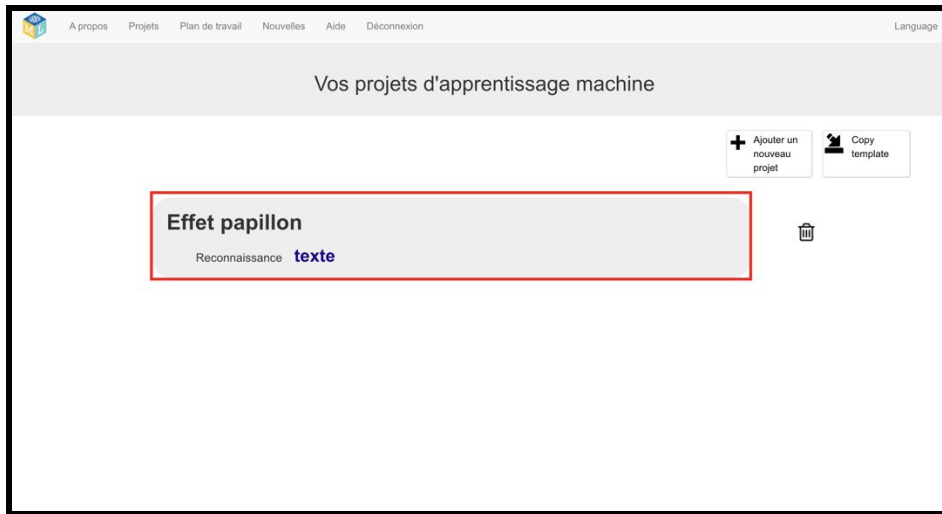 A propos Projets Plan de travail Nouvelles Aide Déconnexion Language
Vos projets d'apprentissage machine
Ajouter un
nouveau
projet
Copy
template
Effet papillon
Reconnaissance texte